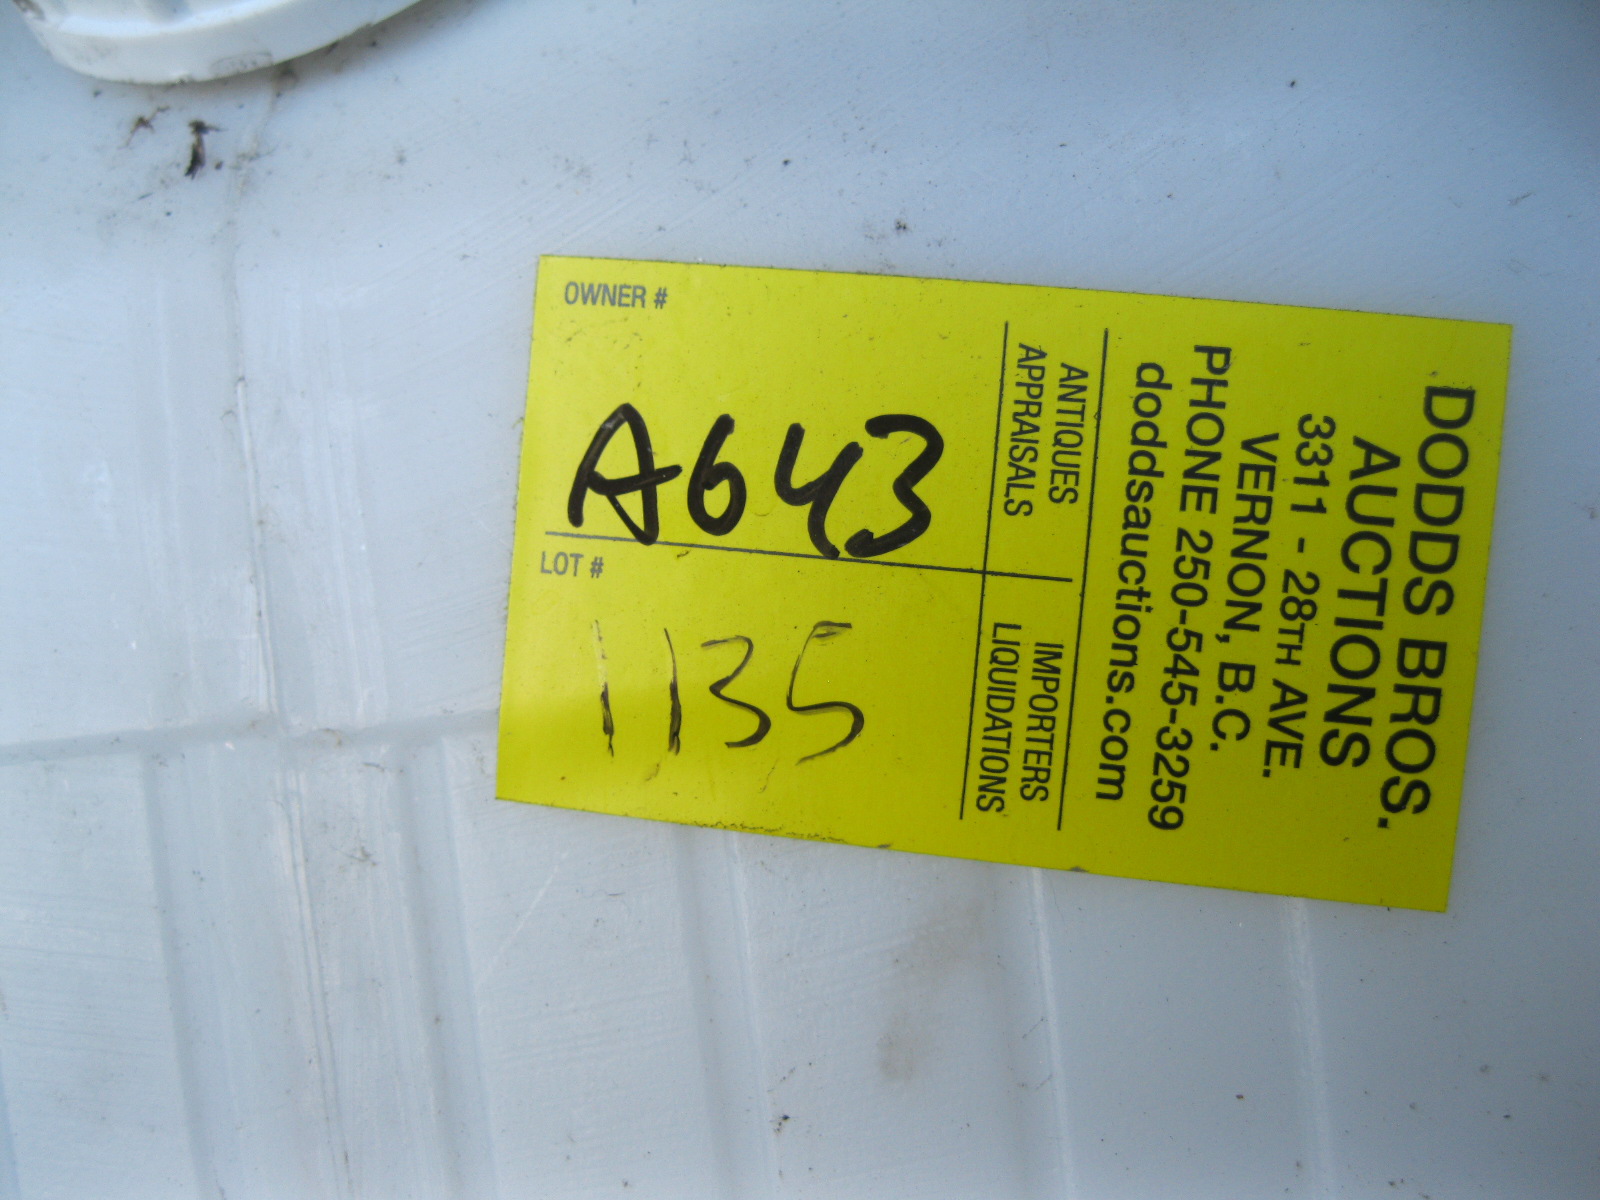 DODDS BROS.
AUCTIONS
3311 - 28TH AVE.
VERNON, B.C.
PHONE 250-545-3259
doddsauctions.com
ANTIQUES
APPRAISALS
IMPORTERS
LIQUIDATIONS
OWNER #
A643
LOT #
1135